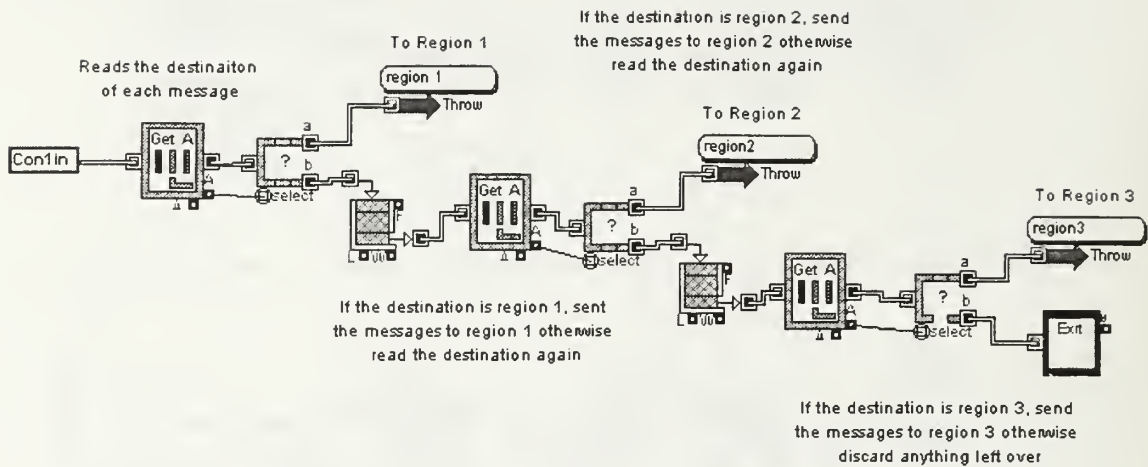 If the destination is region 2, send
the messages to region 2 otherwise
read the destination again
To Region 1
region 1
Throw
Reads the destinaiton
of each message
Con1in
Get A
A
Δ
?
a
b
select
F
L
To Region 2
region2
Throw
Get A
A
Δ
?
a
b
select
F
L
To Region 3
region3
Throw
Get A
A
Δ
?
a
b
select
Exit
#
If the destination is region 1, sent
the messages to region 1 otherwise
read the destination again
If the destination is region 3, send
the messages to region 3 otherwise
discard anything left over